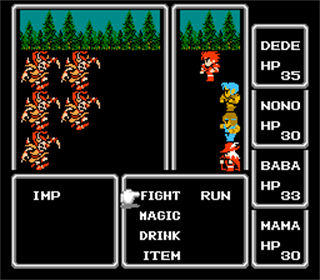 DEDE
HP
35
NONO
HP
30
BABA
HP
33
MAMA
HP
30
IMP
FIGHT RUN
MAGIC
DRINK
ITEM